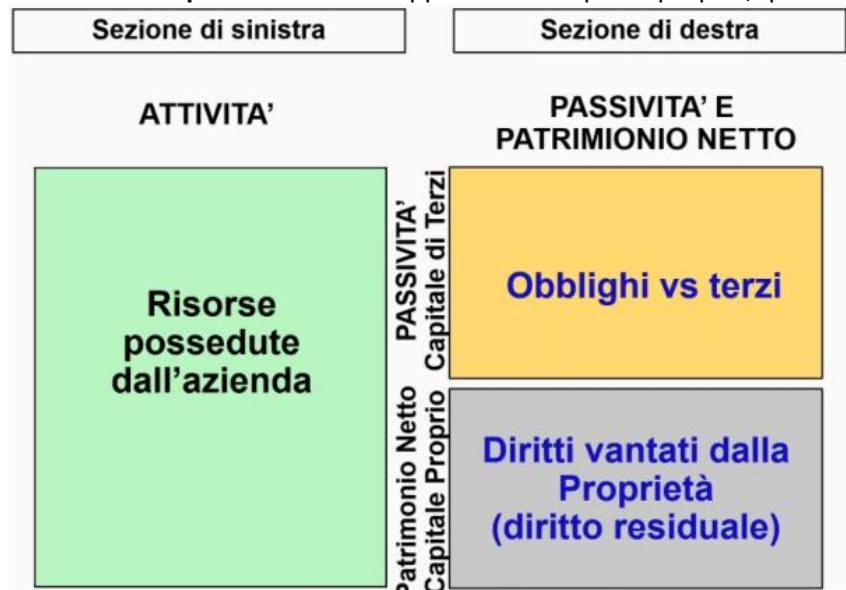 Sezione di sinistra
Sezione di destra
ATTIVITA'
PASSIVITA' E
PATRIMIONIO NETTO
Risorse
possedute
dall'azienda
PASSIVITA'
Capitale di Terzi
Obblighi vs terzi
Patrimonio Netto
Capitale Proprio
Diritti vantati dalla
Proprietà
(diritto residuale)